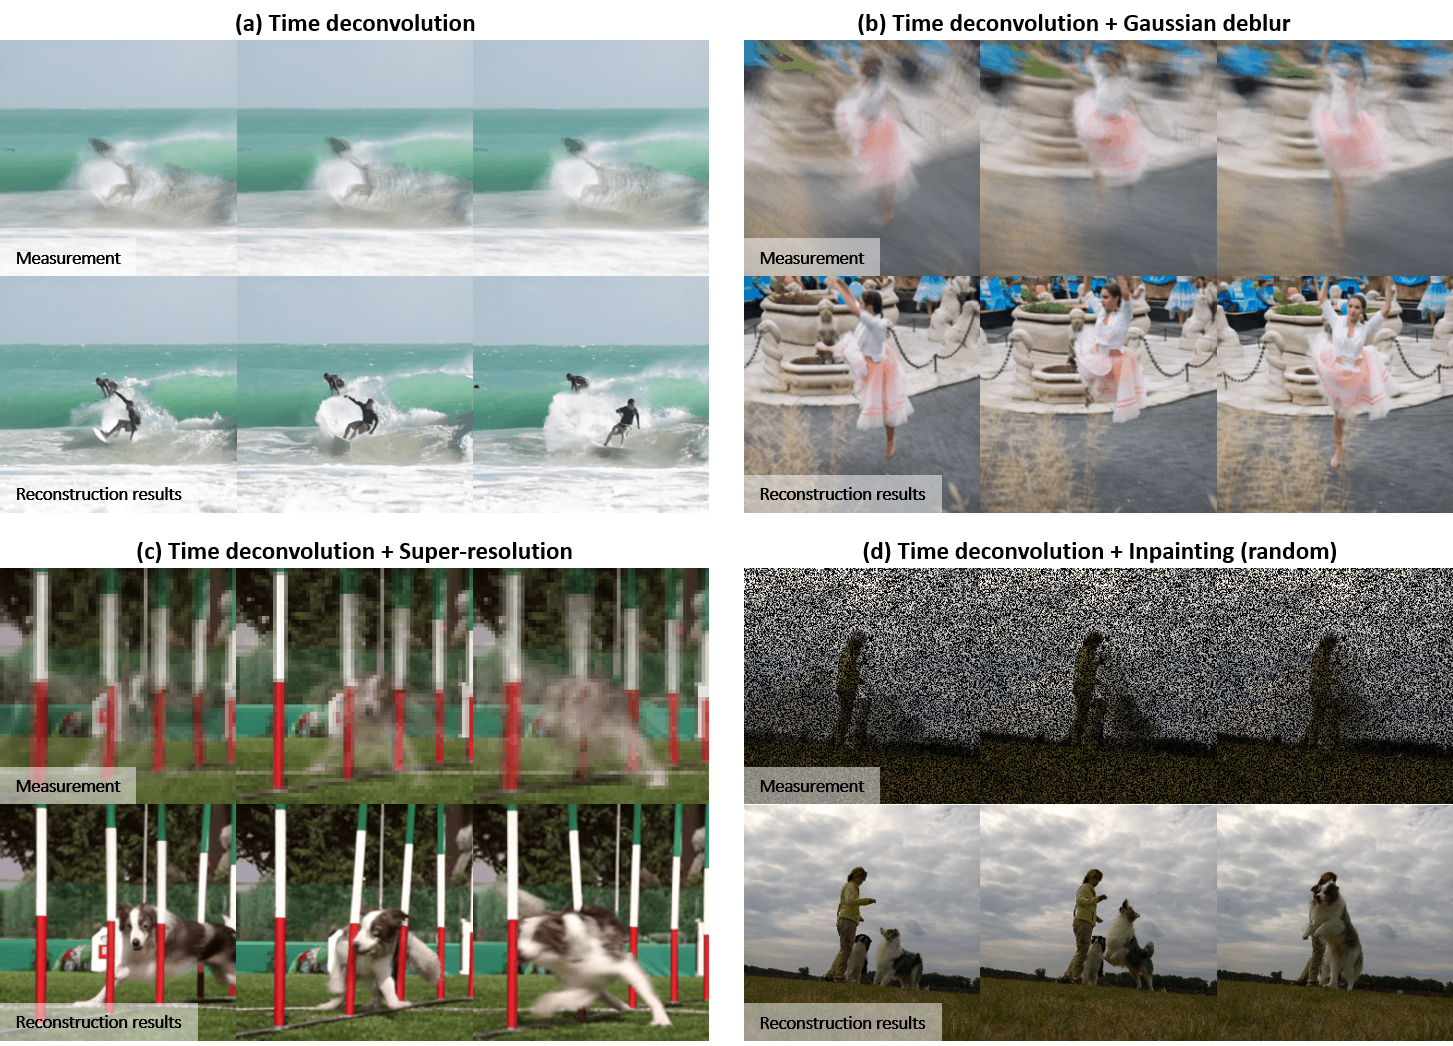 (a) Time deconvolution
Measurement
Reconstruction results
(b) Time deconvolution + Gaussian deblur
Measurement
Reconstruction results
(c) Time deconvolution + Super-resolution
Measurement
Reconstruction results
(d) Time deconvolution + Inpainting (random)
Measurement
Reconstruction results